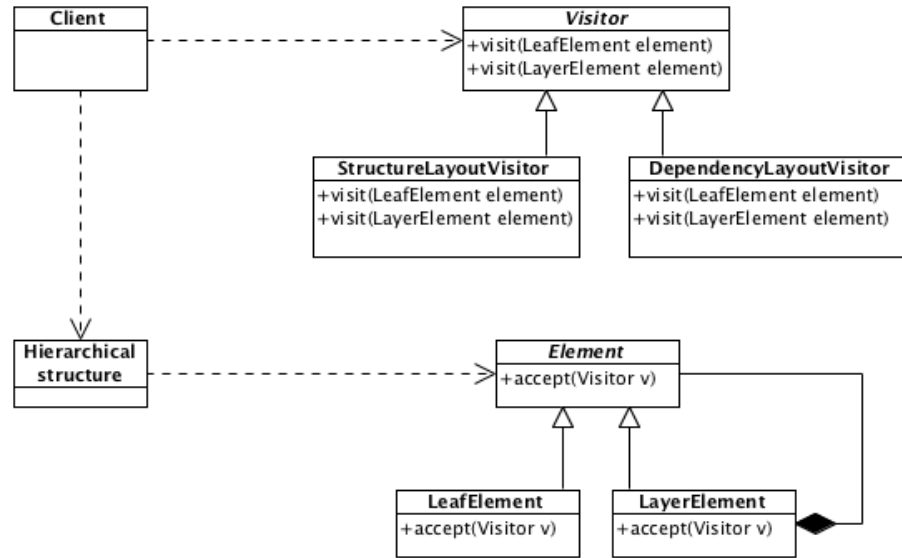 Client
Visitor
+visit(LeafElement element)
+visit(LayerElement element)
StructureLayoutVisitor
+visit(LeafElement element)
+visit(LayerElement element)
DependencyLayoutVisitor
+visit(LeafElement element)
+visit(LayerElement element)
Hierarchical
structure
Element
+accept(Visitor v)
LeafElement
+accept(Visitor v)
LayerElement
+accept(Visitor v)